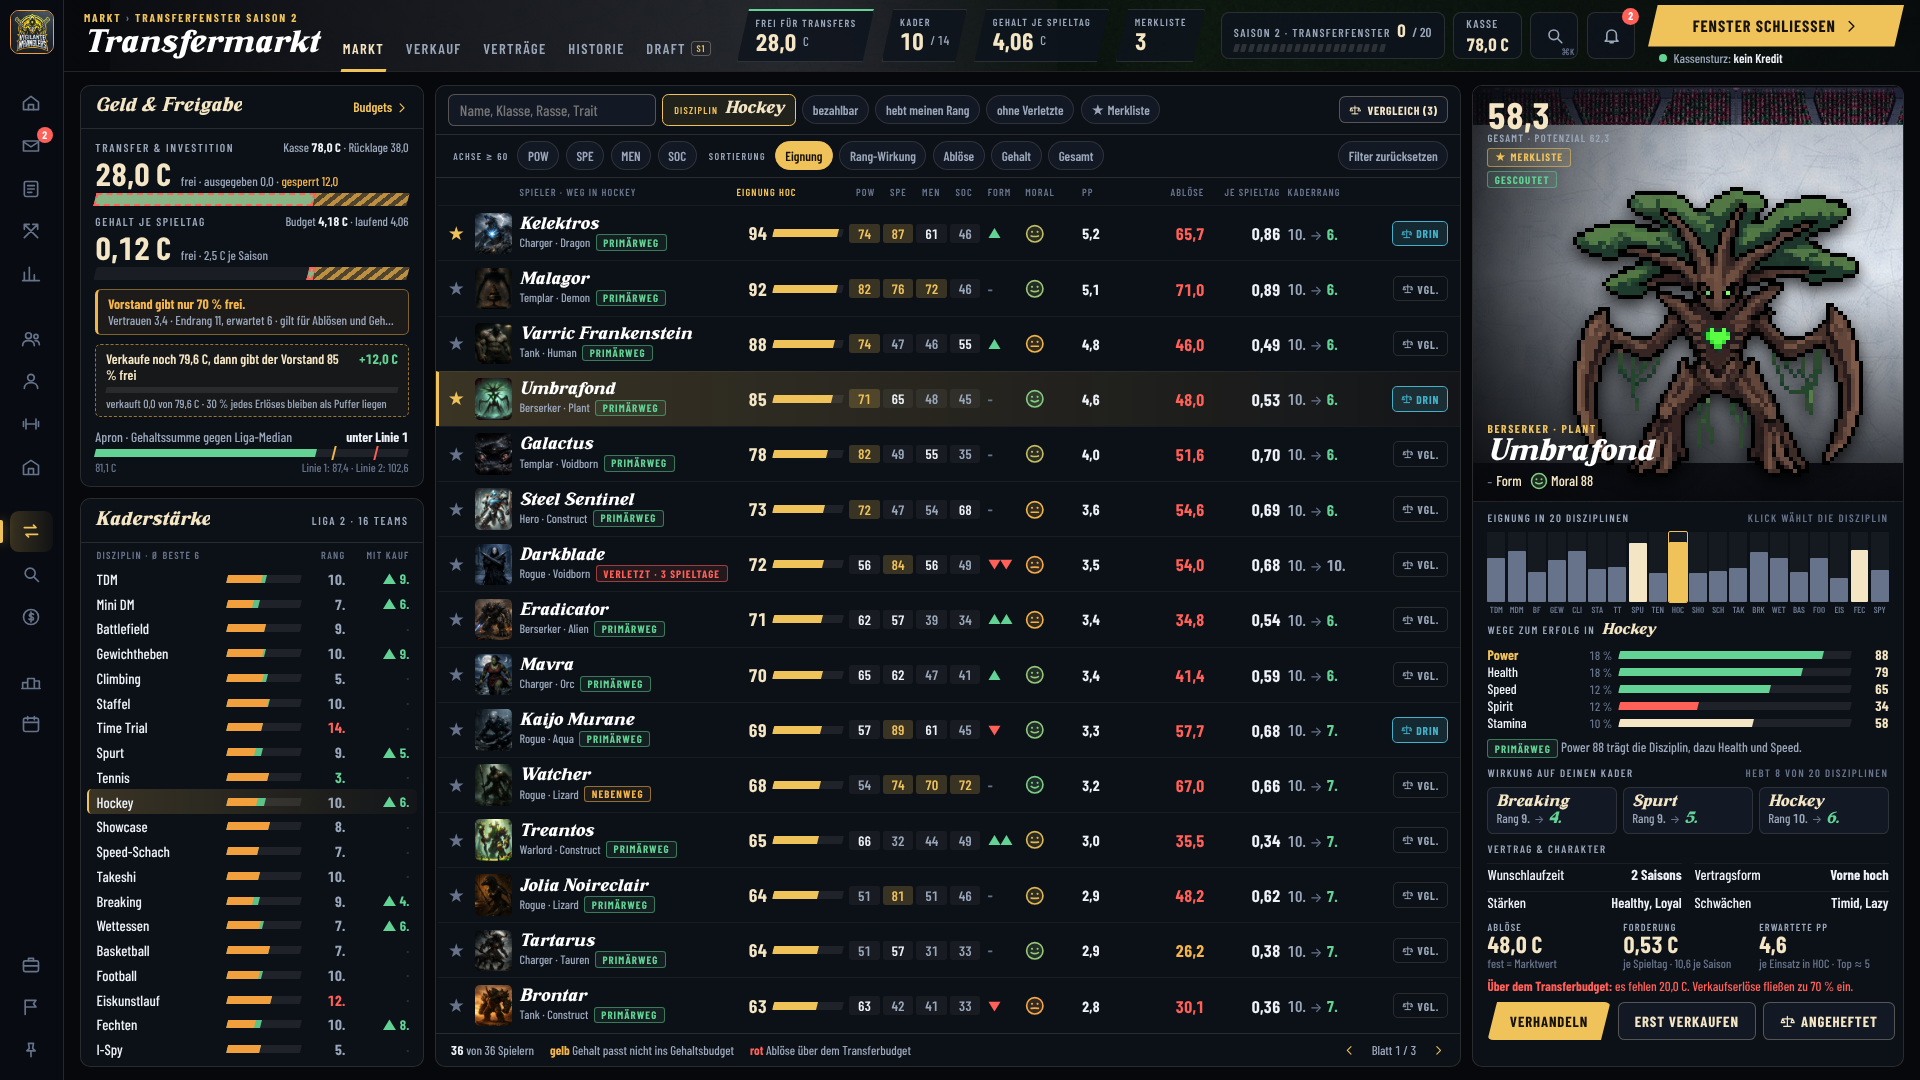 MARKT › TRANSFERFENSTER SAISON 2
Transfermarkt
MARKT VERKAUF VERTRÄGE HISTORIE DRAFT S1
FREI FÜR TRANSFERS
28,0 C
KADER
10 / 14
GEHALT JE SPIELTAG
4,06 C
MERKLISTE
3
SAISON 2 · TRANSFERFENSTER 0 / 20
KASSE
78,0 C
⌘K
2
FENSTER SCHLIESSEN
Kassensturz: kein Kredit
2
Geld & Freigabe
Budgets
TRANSFER & INVESTITION Kasse 78,0 C · Rücklage 38,0
28,0 C frei · ausgegeben 0,0 · gesperrt 12,0
GEHALT JE SPIELTAG Budget 4,18 C · laufend 4,06
0,12 C frei · 2,5 C je Saison
Vorstand gibt nur 70 % frei.
Vertrauen 3,4 · Endrang 11, erwartet 6 · gilt für Ablösen und Geh...
Verkaufe noch 79,6 C, dann gibt der Vorstand 85 % frei +12,0 C
verkauft 0,0 von 79,6 C · 30 % jedes Erlöses bleiben als Puffer liegen
Apron · Gehaltssumme gegen Liga-Median unter Linie 1
81,1 C Linie 1: 87,4 · Linie 2: 102,6
Kaderstärke LIGA 2 · 16 TEAMS
DISZIPLIN · Ø BESTE 6 RANG MIT KAUF
TDM 10. ▲ 9.
Mini DM 7. ▲ 6.
Battlefield 9. -
Gewichtheben 10. ▲ 9.
Climbing 5. -
Staffel 10. -
Time Trial 14. -
Spurt 9. ▲ 5.
Tennis 3. -
Hockey 10. ▲ 6.
Showcase 8. -
Speed-Schach 7. -
Takeshi 10. -
Breaking 9. ▲ 4.
Wettessen 7. ▲ 6.
Basketball 7. -
Football 10. -
Eiskunstlauf 12. -
Fechten 10. ▲ 8.
I-Spy 5. -
Name, Klasse, Rasse, Trait
DISZIPLIN Hockey
bezahlbar
hebt meinen Rang
ohne Verletzte
★ Merkliste
VERGLEICH (3)
ACHSE ≥ 60 POW SPE MEN SOC SORTIERUNG Eignung Rang-Wirkung Ablöse Gehalt Gesamt Filter zurücksetzen
SPIELER · WEG IN HOCKEY EIGNUNG HOC POW SPE MEN SOC FORM MORAL PP ABLÖSE JE SPIELTAG KADERRANG
Kelektros
Charger · Dragon PRIMÄRWEG
94 74 87 61 46 ▲ 5,2 65,7 0,86 10. → 6. DRIN
Malagor
Templar · Demon PRIMÄRWEG
92 82 76 72 46 - 5,1 71,0 0,89 10. → 6. VGL.
Varric Frankenstein
Tank · Human PRIMÄRWEG
88 74 47 46 55 ▲ 4,8 46,0 0,49 10. → 6. VGL.
Umbrafond
Berserker · Plant PRIMÄRWEG
85 71 65 48 45 - 4,6 48,0 0,53 10. → 6. DRIN
Galactus
Templar · Voidborn PRIMÄRWEG
78 82 49 55 35 - 4,0 51,6 0,70 10. → 6. VGL.
Steel Sentinel
Hero · Construct PRIMÄRWEG
73 72 47 54 68 - 3,6 54,6 0,69 10. → 6. VGL.
Darkblade
Rogue · Voidborn VERLETZT · 3 SPIELTAGE
72 56 84 56 49 ▼▼ 3,5 54,0 0,68 10. → 10. VGL.
Eradicator
Berserker · Alien PRIMÄRWEG
71 62 57 39 34 ▲▲ 3,4 34,8 0,54 10. → 6. VGL.
Mavra
Charger · Orc PRIMÄRWEG
70 65 62 47 41 ▲ 3,4 41,4 0,59 10. → 6. VGL.
Kaijo Murane
Rogue · Aqua PRIMÄRWEG
69 57 89 61 45 ▼ 3,3 57,7 0,68 10. → 7. DRIN
Watcher
Rogue · Lizard NEBENWEG
68 54 74 70 72 - 3,2 67,0 0,66 10. → 7. VGL.
Treantos
Warlord · Construct PRIMÄRWEG
65 66 32 44 49 ▲▲ 3,0 35,5 0,34 10. → 7. VGL.
Jolia Noireclair
Rogue · Lizard PRIMÄRWEG
64 51 81 51 46 - 2,9 48,2 0,62 10. → 7. VGL.
Tartarus
Charger · Tauren PRIMÄRWEG
64 51 57 31 33 - 2,9 26,2 0,38 10. → 7. VGL.
Brontar
Tank · Construct PRIMÄRWEG
63 63 42 41 33 ▼ 2,8 30,1 0,36 10. → 7. VGL.
36 von 36 Spielern gelb Gehalt passt nicht ins Gehaltsbudget rot Ablöse über dem Transferbudget Blatt 1 / 3
58,3
GESAMT · POTENZIAL 62,3
★ MERKLISTE
GESCOUTET
BERSERKER · PLANT
Umbrafond
- Form Moral 88
EIGNUNG IN 20 DISZIPLINEN KLICK WÄHLT DIE DISZIPLIN
TDM MDM BF GEW CLI STA TT SPU TEN HOC SHO SCH TAK BRK WET BAS FOO EIS FEC SPY
WEGE ZUM ERFOLG IN Hockey
Power 18 % 88
Health 18 % 79
Speed 12 % 65
Spirit 12 % 34
Stamina 10 % 58
PRIMÄRWEG Power 88 trägt die Disziplin, dazu Health und Speed.
WIRKUNG AUF DEINEN KADER HEBT 8 VON 20 DISZIPLINEN
Breaking
Rang 9. → 4.
Spurt
Rang 9. → 5.
Hockey
Rang 10. → 6.
VERTRAG & CHARAKTER
Wunschlaufzeit 2 Saisons Vertragsform Vorne hoch
Stärken Healthy, Loyal Schwächen Timid, Lazy
ABLÖSE FORDERUNG ERWARTETE PP
48,0 C 0,53 C 4,6
fest = Marktwert je Spieltag · 10,6 je Saison je Einsatz in HOC · Top ≈ 5
Über dem Transferbudget: es fehlen 20,0 C. Verkaufserlöse fließen zu 70 % ein.
VERHANDELN ERST VERKAUFEN ANGEHEFTET